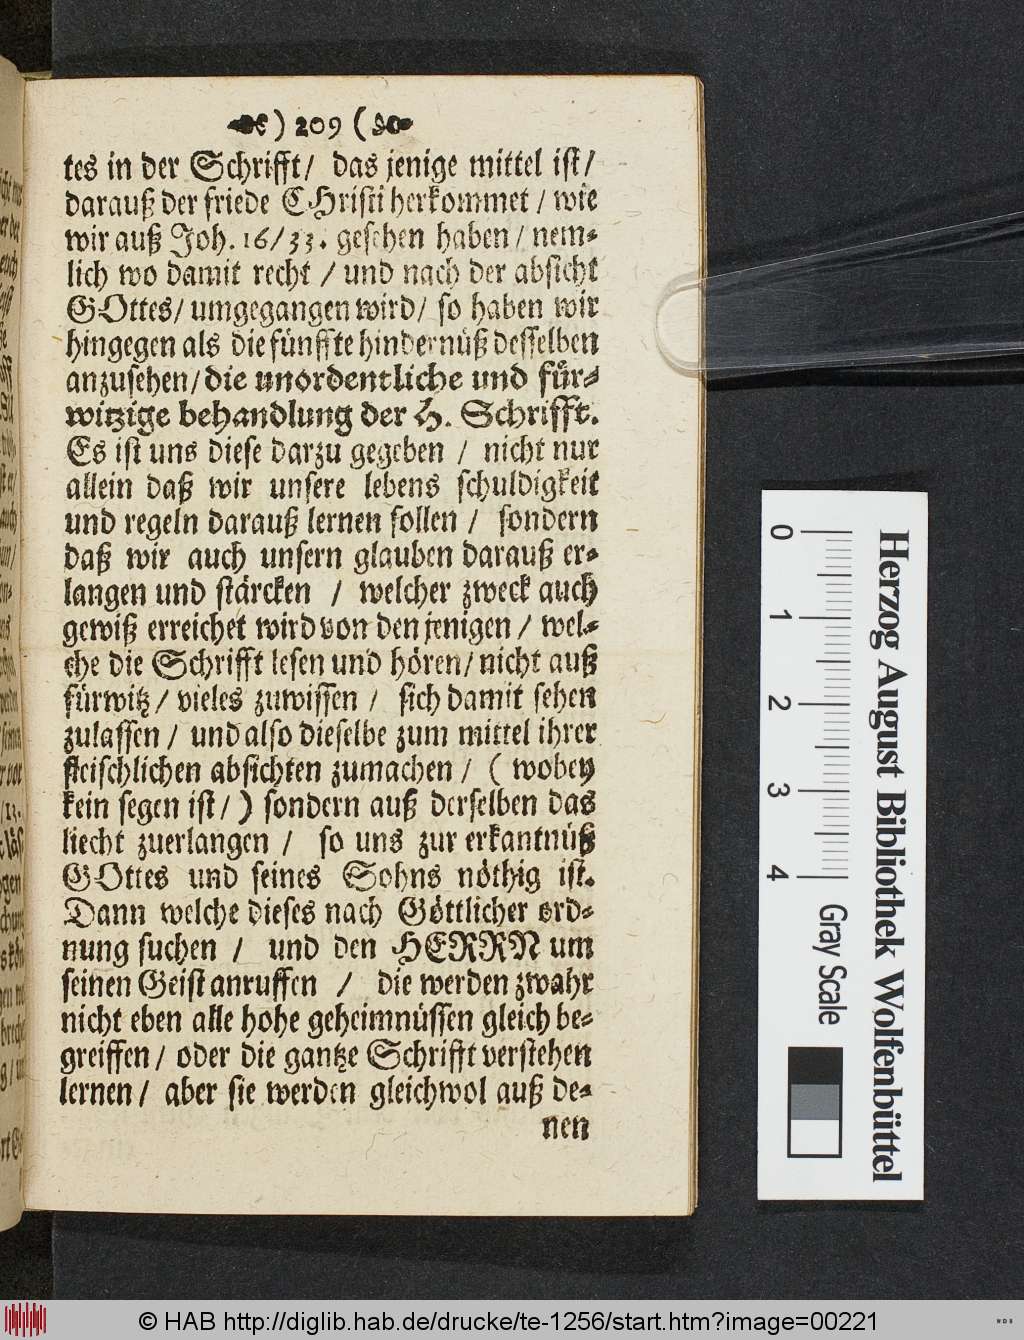 ) 209 (
tes in der Schrifft/ das jenige mittel ist/
darauß der friede CHristi herkommet / wie
wir auß Joh. 16/33. gesehen haben / nem-
lich wo damit recht / und nach der absicht
GOttes/ umgegangen wird/ so haben wir
hingegen als die fünffte hindernüß desselben
anzusehen/ die unordentliche und für-
witzige behandlung der H. Schrifft.
Es ist uns diese darzu gegeben / nicht nur
allein daß wir unsere lebens schuldigkeit
und regeln darauß lernen sollen / sondern
daß wir auch unsern glauben darauß er-
langen und stärcken / welcher zweck auch
gewiß erreichet wird von den jenigen / wel-
che die Schrifft lesen und hören/ nicht auß
fürwitz / vieles zuwissen / sich damit sehen
zulassen / und also dieselbe zum mittel ihrer
fleischlichen absichten zumachen / ( wobey
kein segen ist / ) sondern auß derselben das
liecht zuerlangen / so uns zur erkantnüß
GOttes und seines Sohns nöthig ist.
Dann welche dieses nach Göttlicher ord-
nung suchen / und den HERRN um
seinen Geist anruffen / die werden zwahr
nicht eben alle hohe geheimnüssen gleich be-
greiffen / oder die gantze Schrifft verstehen
lernen / aber sie werden gleichwol auß de-
nen
Herzog August Bibliothek Wolfenbüttel
0 1 2 3 4 Gray Scale
© HAB http://diglib.hab.de/drucke/te-1256/start.htm?image=00221